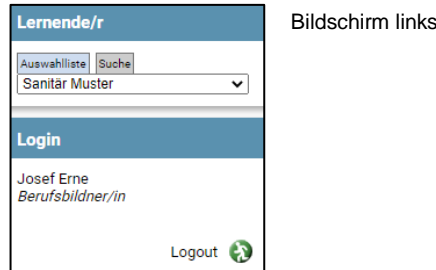 Lernende/r
Bildschirm links
Auswahlliste Suche
Sanitär Muster
Login
Josef Erne
Berufsbildner/in
Logout